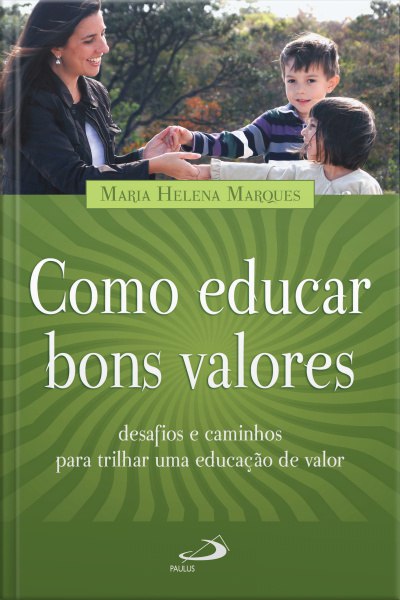 Maria Helena Marques
Como educar
bons valores
desafios e caminhos
para trilhar uma educação de valor
PAULUS